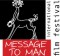 MESSAGE
TO MAN
international
film festival